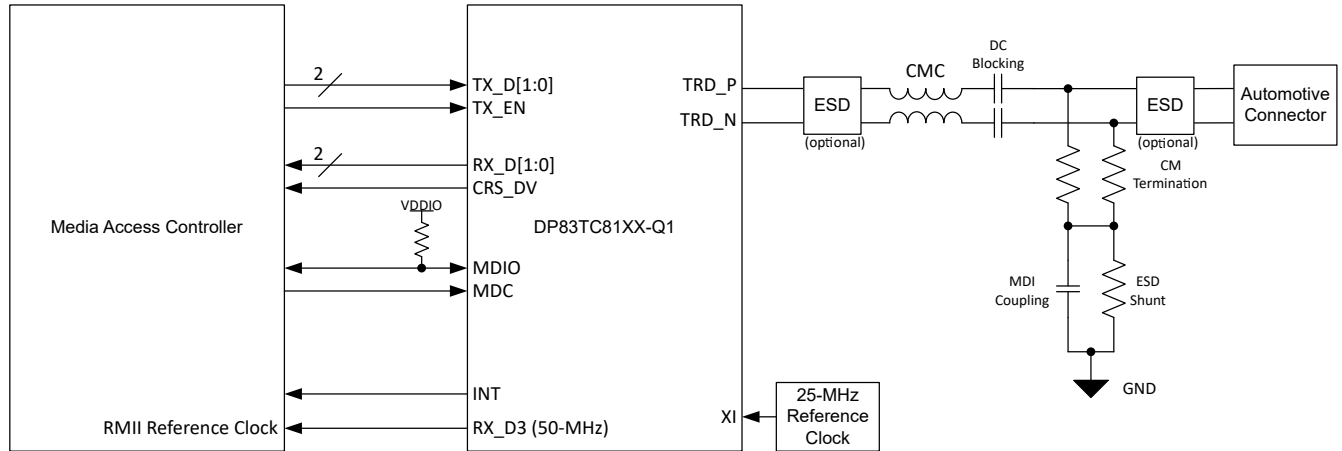 Media Access Controller
RMII Reference Clock
2
2
VDDIO
TX_D[1:0]
TX_EN
RX_D[1:0]
CRS_DV
DP83TC81XX-Q1
MDIO
MDC
INT
RX_D3 (50-MHz)
TRD_P
TRD_N
XI
25-MHz
Reference
Clock
ESD
(optional)
CMC
DC
Blocking
ESD
(optional)
Automotive
Connector
CM
Termination
MDI
Coupling
ESD
Shunt
GND